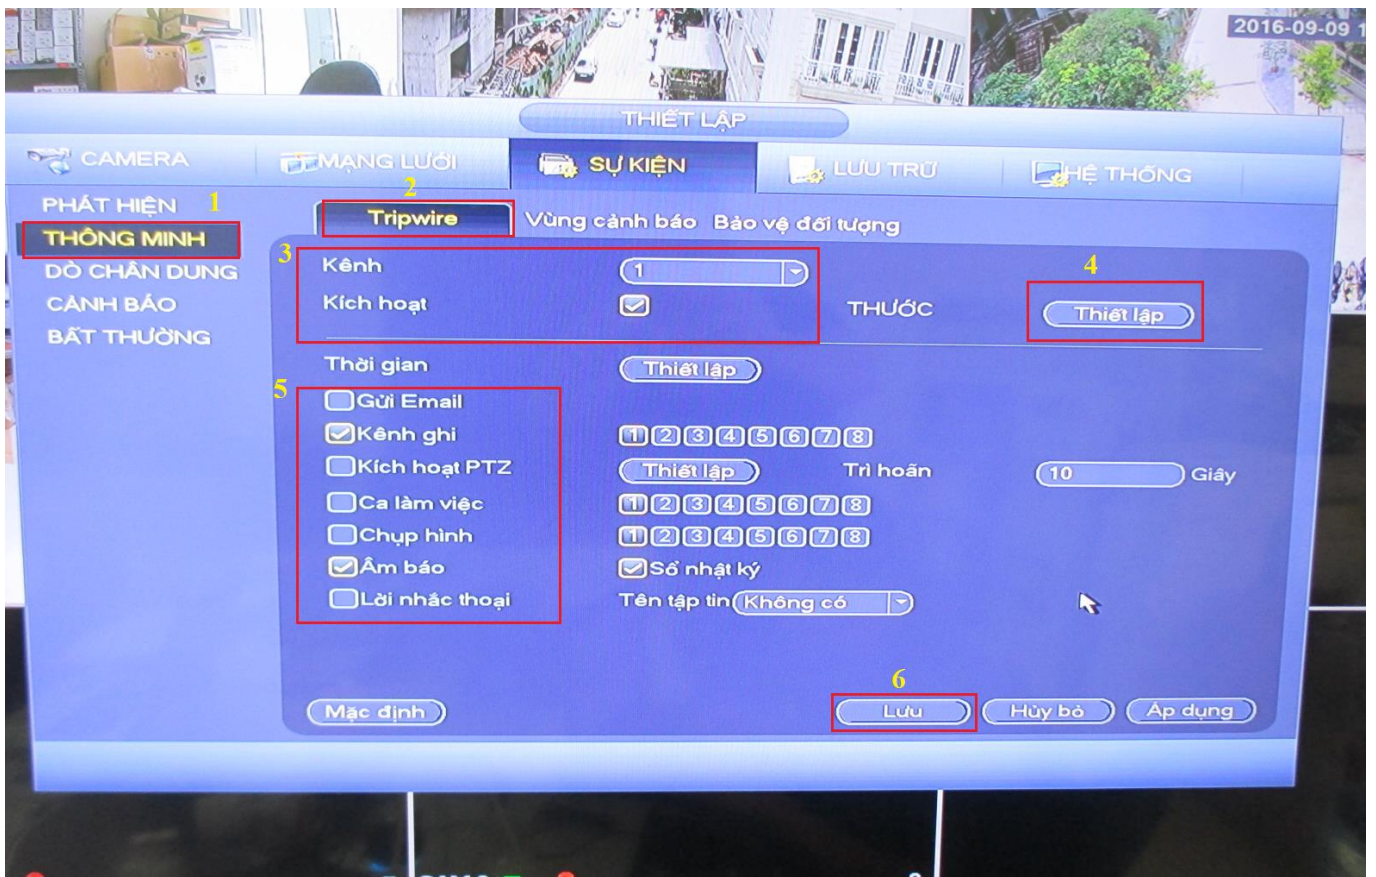 2016-09-09 1
THIẾT LẬP
CAMERA MẠNG LƯỚI SỰ KIỆN LƯU TRỮ HỆ THỐNG
PHÁT HIỆN 1
THÔNG MINH
DÒ CHÂN DUNG
CẢNH BÁO
BẤT THƯỜNG
2
Tripwire Vùng cảnh báo Bảo vệ đối tượng
3 Kênh 1 4
Kích hoạt THƯỚC Thiết lập
Thời gian Thiết lập
5
Gửi Email
Kênh ghi 1 2 3 4 5 6 7 8
Kích hoạt PTZ Thiết lập Trì hoãn 10 Giây
Ca làm việc 1 2 3 4 5 6 7 8
Chụp hình 1 2 3 4 5 6 7 8
Âm báo Sổ nhật ký
Lời nhắc thoại Tên tập tin Không có
6
Mặc định Lưu Hủy bỏ Áp dụng